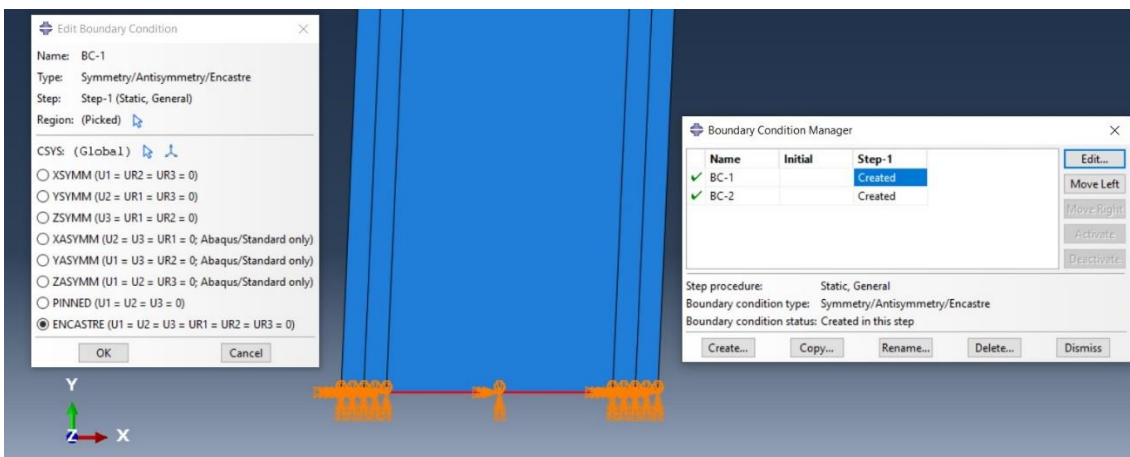 Edit Boundary Condition
Name: BC-1
Type: Symmetry/Antisymmetry/Encastre
Step: Step-1 (Static, General)
Region: (Picked)
CSYS: (Global)
XSYMM (U1 = UR2 = UR3 = 0)
YSYMM (U2 = UR1 = UR3 = 0)
ZSYMM (U3 = UR1 = UR2 = 0)
XASYMM (U2 = U3 = UR1 = 0; Abaqus/Standard only)
YASYMM (U1 = U3 = UR2 = 0; Abaqus/Standard only)
ZASYMM (U1 = U2 = UR3 = 0; Abaqus/Standard only)
PINNED (U1 = U2 = U3 = 0)
ENCASTRE (U1 = U2 = U3 = UR1 = UR2 = UR3 = 0)
OK Cancel
Y
Z X
Boundary Condition Manager
Name Initial Step-1
BC-1 Created
BC-2 Created
Edit...
Move Left
Move Right
Activate
Deactivate
Step procedure: Static, General
Boundary condition type: Symmetry/Antisymmetry/Encastre
Boundary condition status: Created in this step
Create... Copy... Rename... Delete... Dismiss